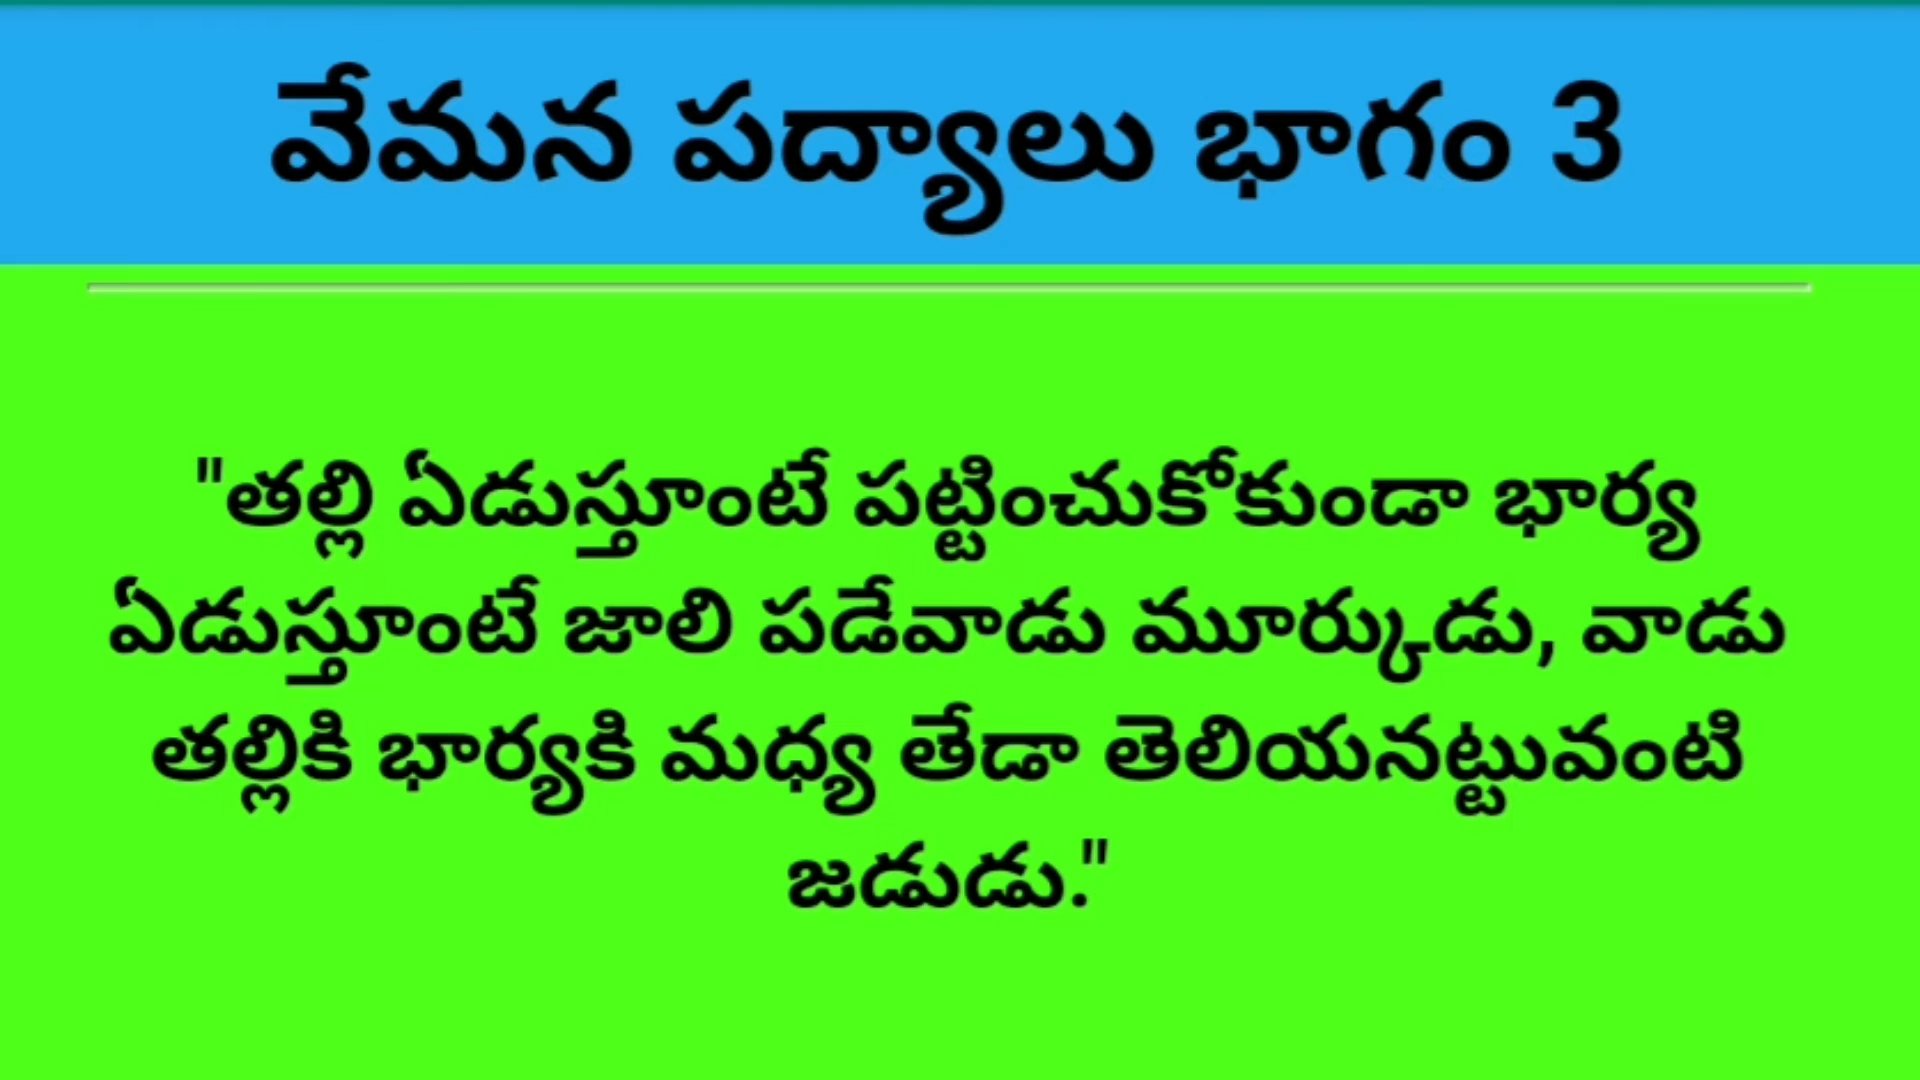 వేమన పద్యాలు భాగం 3
"తల్లి ఏడుస్తూంటే పట్టించుకోకుండా భార్య
ఏడుస్తూంటే జాలి పడేవాడు మూర్కుడు, వాడు
తల్లికి భార్యకి మధ్య తేడా తెలియనట్టువంటి
జడుడు."